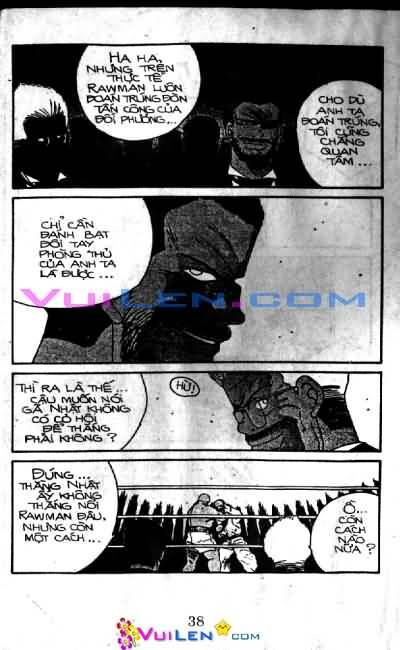 HA HA,
NHƯNG TRÊN
THỰC TẾ
RAWMAN LUÔN
ĐOÁN TRÚNG ĐÒN
TẤN CÔNG CỦA
ĐỐI PHƯƠNG...
CHO DÙ
ANH TA
ĐOÁN TRÚNG,
TÔI CŨNG
CHẲNG
QUAN
TÂM...
CHỈ CẦN
ĐÁNH BẠT
ĐÔI TAY
PHÒNG THỦ
CỦA ANH TA
LÀ ĐƯỢC...
VUILEN.COM
THÌ RA LÀ THẾ...
CẬU MUỐN NÓI
GÃ NHẬT KHÔNG
CÓ CƠ HỘI
ĐỂ THẮNG
PHẢI KHÔNG?
HỪ!
ĐÚNG...
THẰNG NHẬT
ẤY KHÔNG
THẮNG NỔI
RAWMAN ĐÂU,
NHƯNG CÒN
MỘT CÁCH...
Ồ...
CÒN
CÁCH
NÀO
NỮA?
38
VUILEN.COM